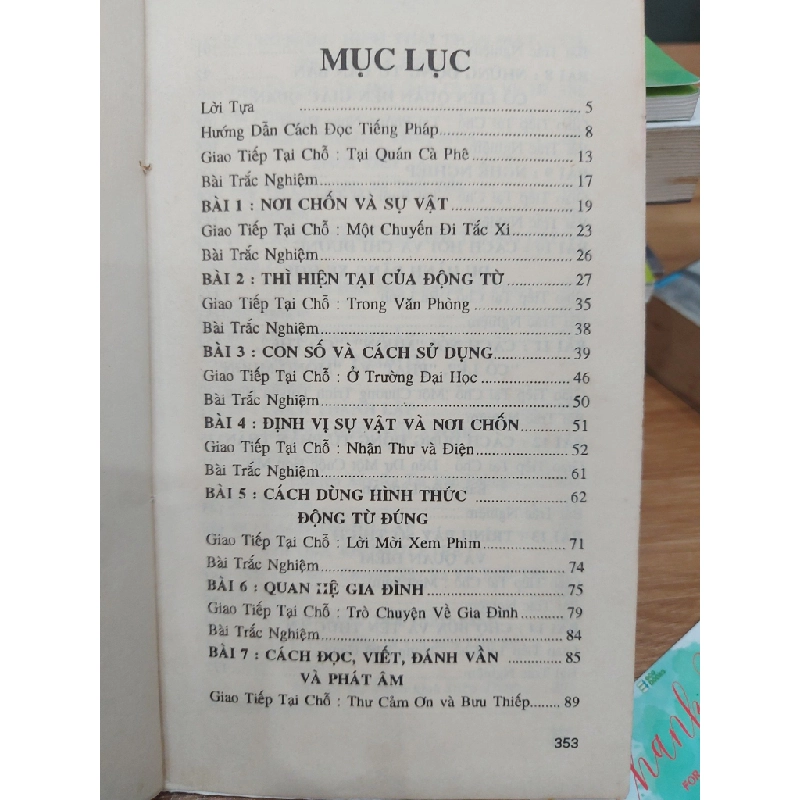 MỤC LỤC
Lời Tựa ........ 5
Hướng Dẫn Cách Đọc Tiếng Pháp ........ 8
Giao Tiếp Tại Chỗ : Tại Quán Cà Phê ........ 13
Bài Trắc Nghiệm ........ 17
BÀI 1 : NƠI CHỐN VÀ SỰ VẬT ........ 19
Giao Tiếp Tại Chỗ : Một Chuyến Đi Tắc Xi ........ 23
Bài Trắc Nghiệm ........ 26
BÀI 2 : THÌ HIỆN TẠI CỦA ĐỘNG TỪ ........ 27
Giao Tiếp Tại Chỗ : Trong Văn Phòng ........ 35
Bài Trắc Nghiệm ........ 38
BÀI 3 : CON SỐ VÀ CÁCH SỬ DỤNG ........ 39
Giao Tiếp Tại Chỗ : Ở Trường Đại Học ........ 46
Bài Trắc Nghiệm ........ 50
BÀI 4 : ĐỊNH VỊ SỰ VẬT VÀ NƠI CHỐN ........ 51
Giao Tiếp Tại Chỗ : Nhận Thư và Điện ........ 52
Bài Trắc Nghiệm ........ 61
BÀI 5 : CÁCH DÙNG HÌNH THỨC ........ 62
ĐỘNG TỪ ĐÚNG
Giao Tiếp Tại Chỗ : Lời Mời Xem Phim ........ 71
Bài Trắc Nghiệm ........ 74
BÀI 6 : QUAN HỆ GIA ĐÌNH ........ 75
Giao Tiếp Tại Chỗ : Trò Chuyện Về Gia Đình ........ 79
Bài Trắc Nghiệm ........ 84
BÀI 7 : CÁCH ĐỌC, VIẾT, ĐÁNH VẦN ........ 85
VÀ PHÁT ÂM
Giao Tiếp Tại Chỗ : Thư Cảm Ơn và Bưu Thiếp ........ 89
353
FOR